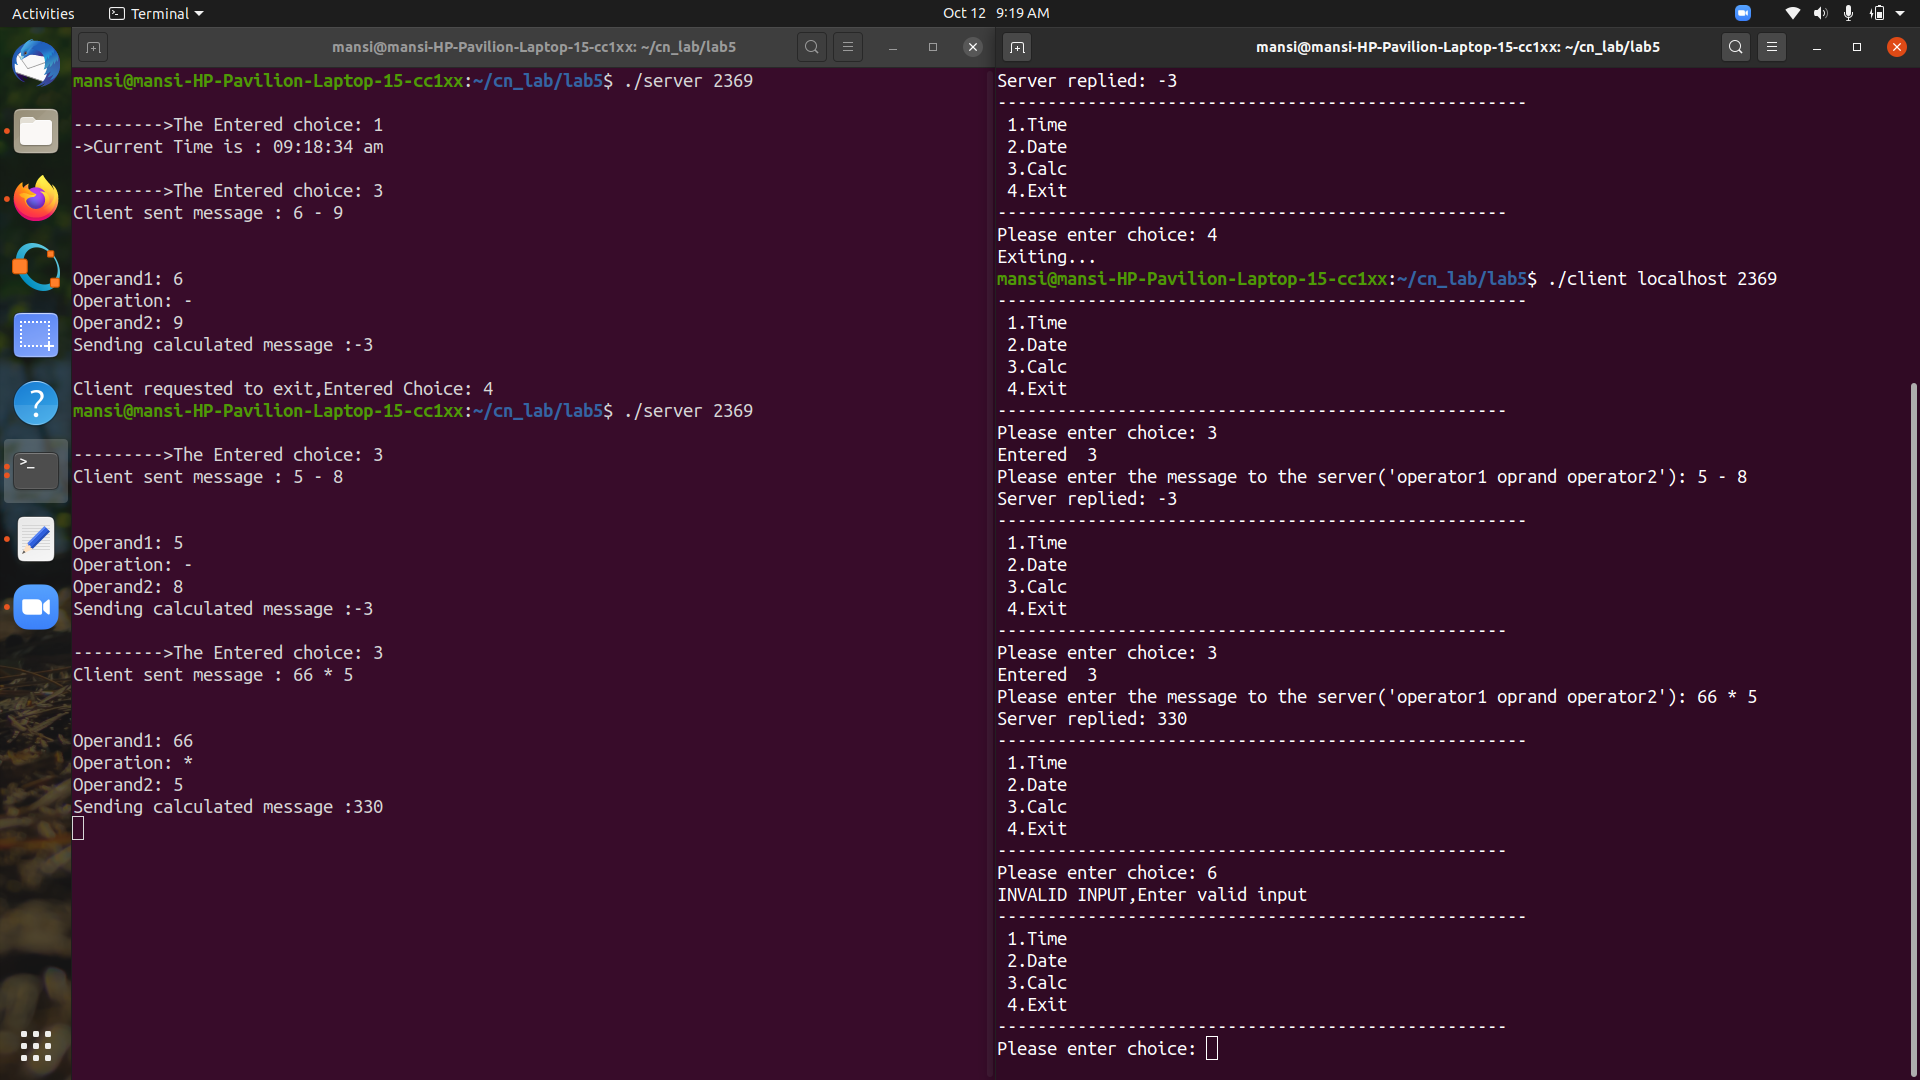 Activities
Terminal
Oct 12 9:19 AM
mansi@mansi-HP-Pavilion-Laptop-15-cc1xx: ~/cn_lab/lab5
mansi@mansi-HP-Pavilion-Laptop-15-cc1xx:~/cn_lab/lab5$ ./server 2369
--------->The Entered choice: 1
->Current Time is : 09:18:34 am
--------->The Entered choice: 3
Client sent message : 6 - 9
Operand1: 6
Operation: -
Operand2: 9
Sending calculated message :-3
Client requested to exit,Entered Choice: 4
mansi@mansi-HP-Pavilion-Laptop-15-cc1xx:~/cn_lab/lab5$ ./server 2369
--------->The Entered choice: 3
Client sent message : 5 - 8
Operand1: 5
Operation: -
Operand2: 8
Sending calculated message :-3
--------->The Entered choice: 3
Client sent message : 66 * 5
Operand1: 66
Operation: *
Operand2: 5
Sending calculated message :330
mansi@mansi-HP-Pavilion-Laptop-15-cc1xx: ~/cn_lab/lab5
Server replied: -3
-----------------------------------------------------
1.Time
2.Date
3.Calc
4.Exit
---------------------------------------------------
Please enter choice: 4
Exiting...
mansi@mansi-HP-Pavilion-Laptop-15-cc1xx:~/cn_lab/lab5$ ./client localhost 2369
-----------------------------------------------------
1.Time
2.Date
3.Calc
4.Exit
---------------------------------------------------
Please enter choice: 3
Entered  3
Please enter the message to the server('operator1 oprand operator2'): 5 - 8
Server replied: -3
-----------------------------------------------------
1.Time
2.Date
3.Calc
4.Exit
---------------------------------------------------
Please enter choice: 3
Entered  3
Please enter the message to the server('operator1 oprand operator2'): 66 * 5
Server replied: 330
-----------------------------------------------------
1.Time
2.Date
3.Calc
4.Exit
---------------------------------------------------
Please enter choice: 6
INVALID INPUT,Enter valid input
-----------------------------------------------------
1.Time
2.Date
3.Calc
4.Exit
---------------------------------------------------
Please enter choice: